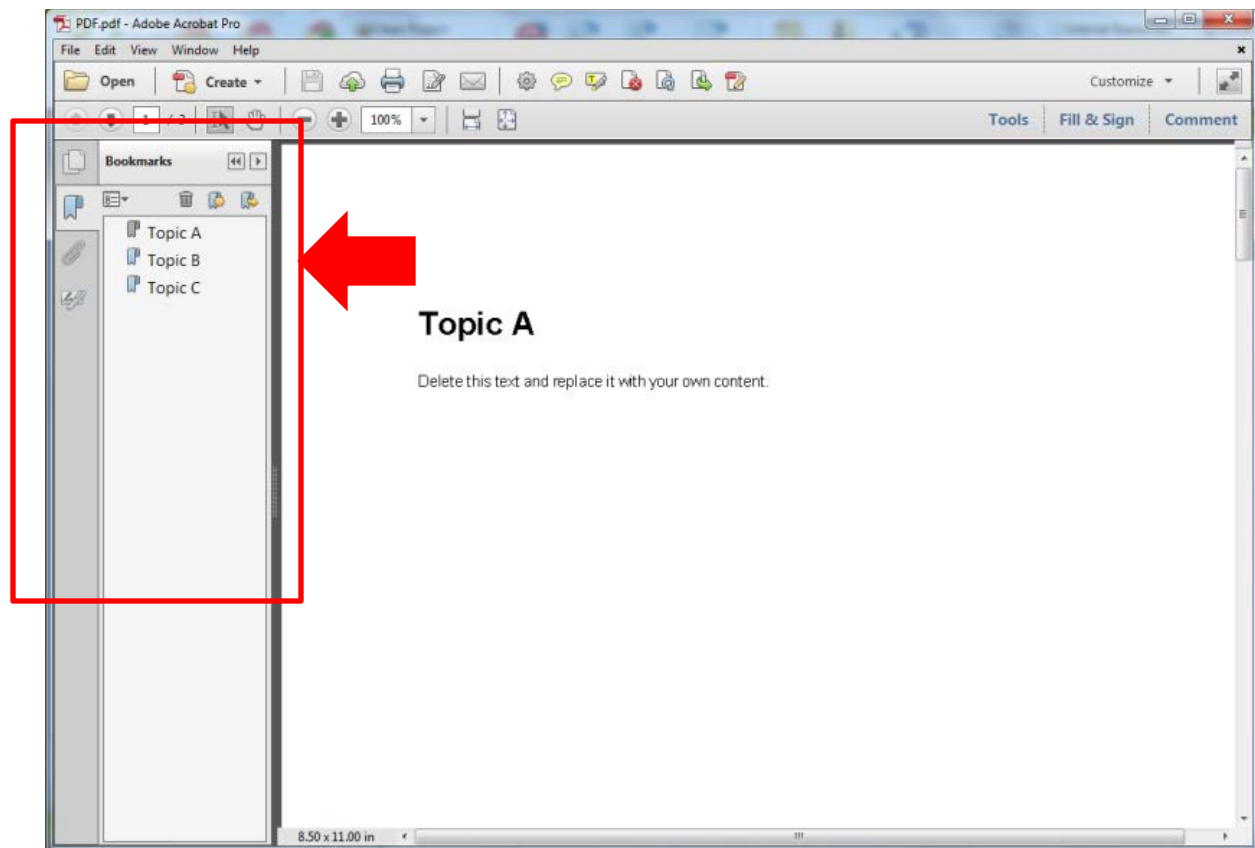 PDF.pdf - Adobe Acrobat Pro
File Edit View Window Help
Open Create Customize
1 / 3 100% Tools Fill & Sign Comment
Bookmarks
Topic A
Topic B
Topic C
Topic A
Delete this text and replace it with your own content.
8.50 x 11.00 in